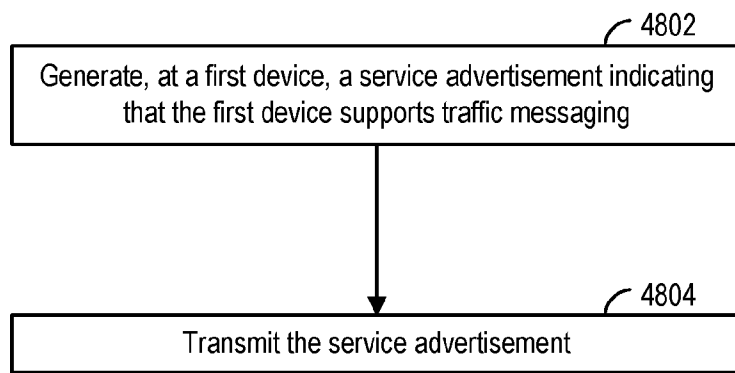 4802
Generate, at a first device, a service advertisement indicating
that the first device supports traffic messaging
4804
Transmit the service advertisement